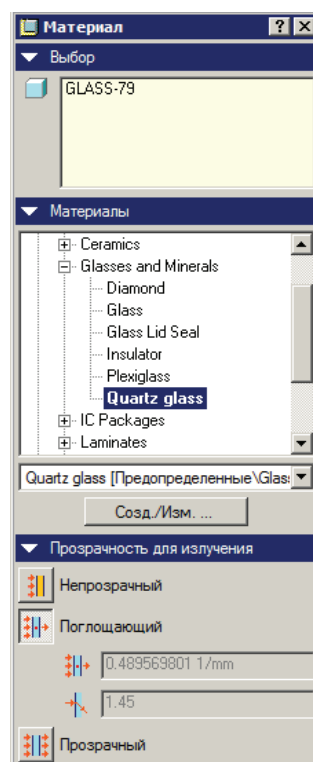 Материал
Выбор
GLASS-79
Материалы
Ceramics
Glasses and Minerals
Diamond
Glass
Glass Lid Seal
Insulator
Plexiglass
Quartz glass
IC Packages
Laminates
Quartz glass [Предопределенные\Glas
Созд./Изм. ...
Прозрачность для излучения
Непрозрачный
Поглощающий
0.489569801 1/mm
1.45
Прозрачный